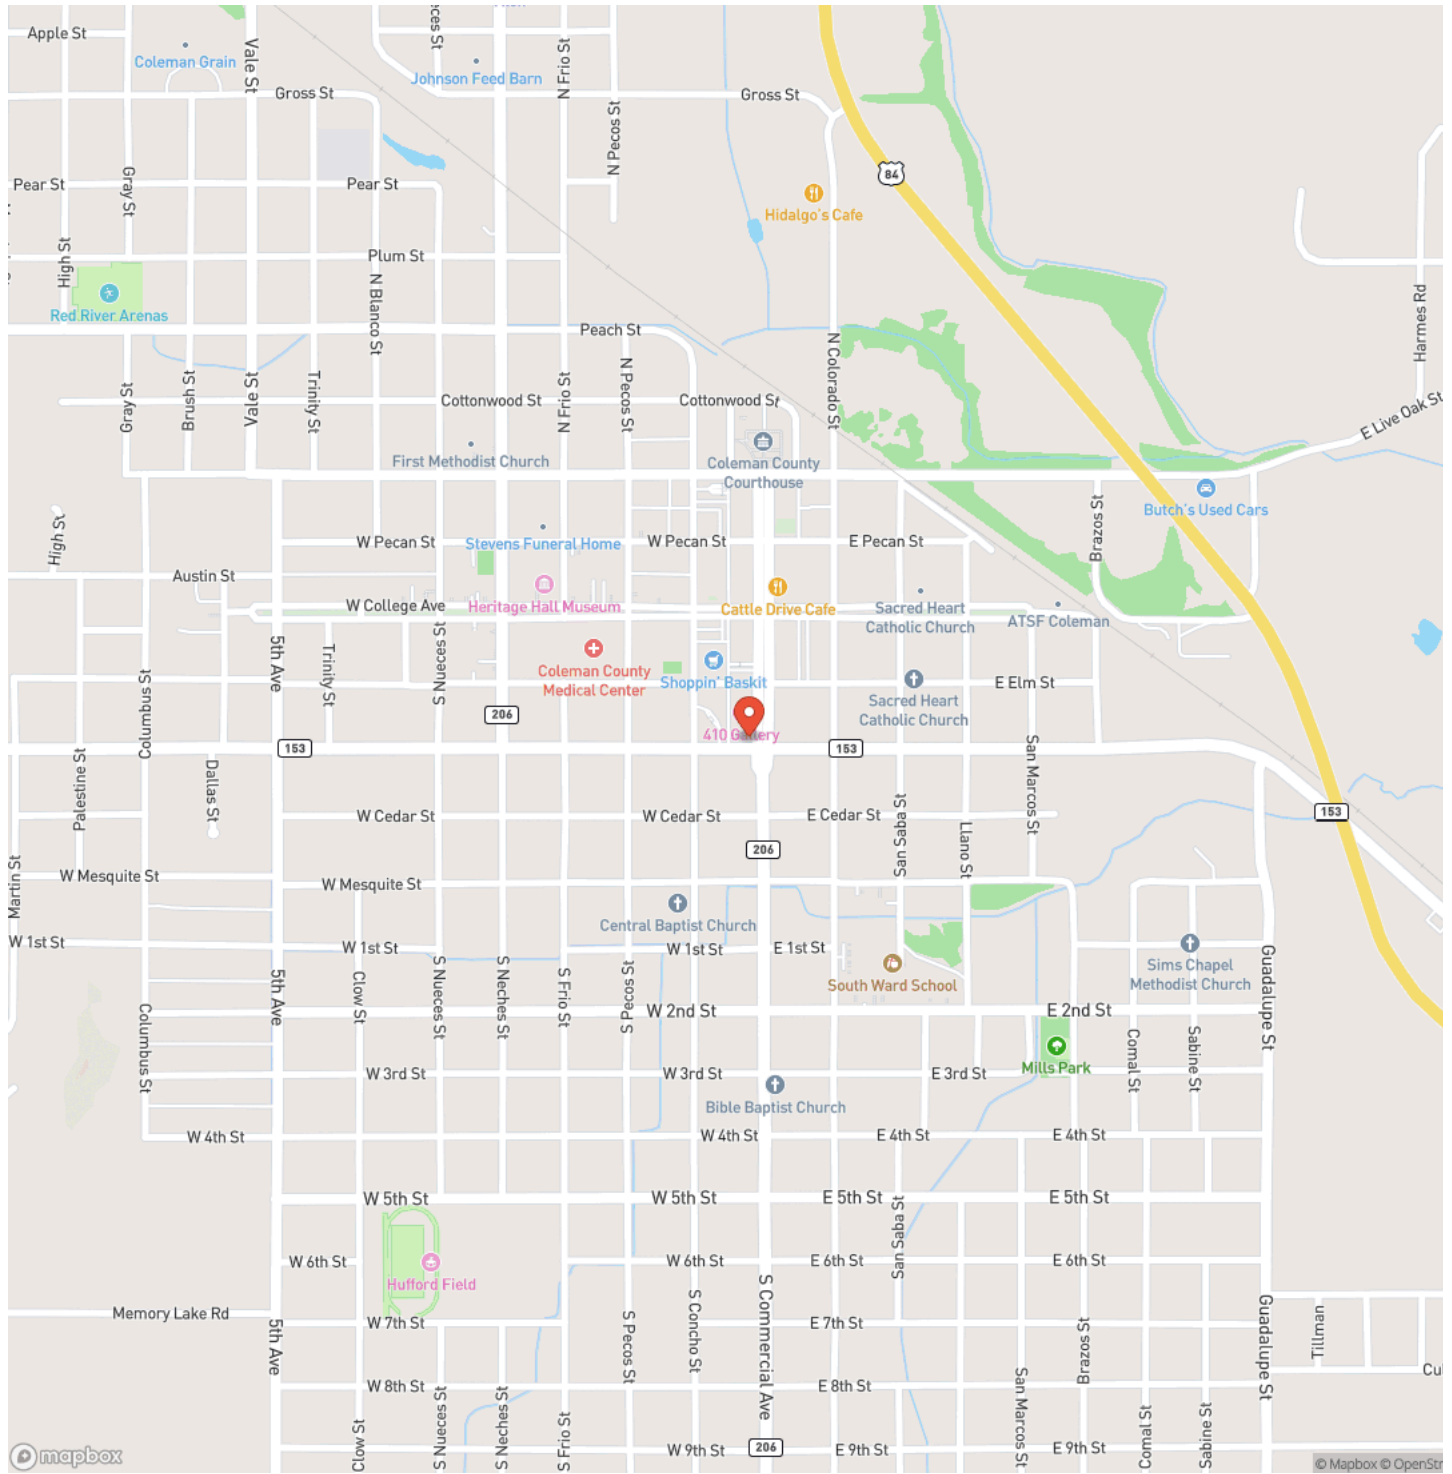 Apple St
Coleman Grain
Vale St
Neces St
Johnson Feed Barn
N Frio St
Gross St
Gross St
N Pecos St
84
Pear St
Gray St
Pear St
Hidalgo's Cafe
High St
Plum St
N Blanco St
Red River Arenas
Peach St
Harmes Rd
Gray St
Brush St
Vale St
Trinity St
Cottonwood St
N Frio St
N Pecos St
Cottonwood St
N Colorado St
E Live Oak St
First Methodist Church
Coleman County
Courthouse
Butch's Used Cars
High St
W Pecan St
Stevens Funeral Home
W Pecan St
E Pecan St
Brazos St
Austin St
W College Ave
Heritage Hall Museum
Cattle Drive Cafe
Sacred Heart
Catholic Church
ATSF Coleman
5th Ave
Trinity St
S Nueces St
Columbus St
Coleman County
Medical Center
Shoppin' Baskit
E Elm St
Sacred Heart
Catholic Church
206
410 Gallery
153
153
Palestine St
Dallas St
San Marcos St
W Cedar St
W Cedar St
E Cedar St
San Saba St
Llano St
153
206
Martin St
W Mesquite St
W Mesquite St
Central Baptist Church
W 1st St
W 1st St
W 1st St
E 1st St
South Ward School
Sims Chapel
Methodist Church
Guadalupe St
5th Ave
Clow St
S Nueces St
S Neches St
S Frio St
S Pecos St
W 2nd St
E 2nd St
Columbus St
Comal St
Sabine St
W 3rd St
W 3rd St
E 3rd St
Mills Park
Bible Baptist Church
W 4th St
W 4th St
E 4th St
E 4th St
W 5th St
W 5th St
E 5th St
E 5th St
San Saba St
W 6th St
W 6th St
E 6th St
E 6th St
Hufford Field
Memory Lake Rd
W 7th St
E 7th St
5th Ave
S Pecos St
S Concho St
S Commercial Ave
Brazos St
Guadalupe St
Tillman
W 8th St
E 8th St
Cu
Clow St
S Nueces St
S Neches St
S Frio St
San Marcos St
Comal St
Sabine St
W 9th St
206
E 9th St
E 9th St
mapbox
© Mapbox © OpenStr